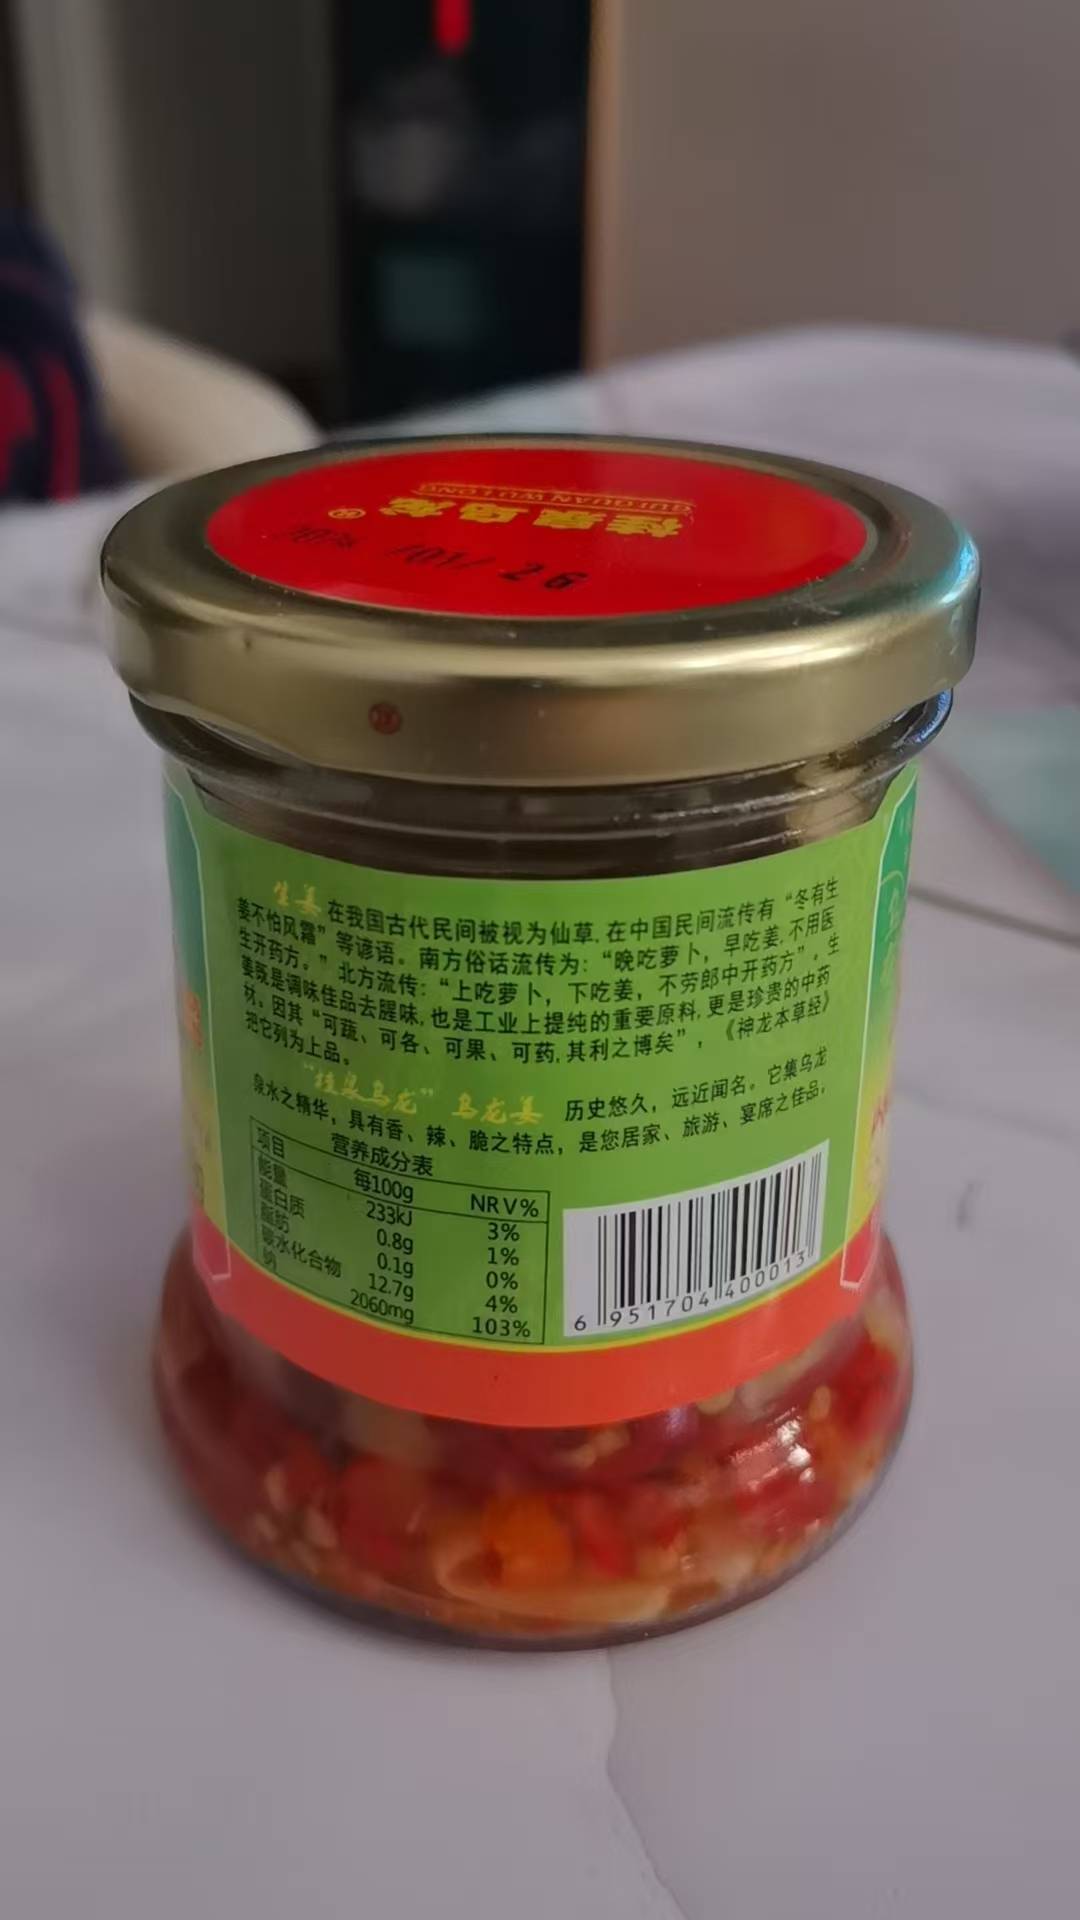 桂泉乌龙®
GUI QUAN WU LONG
生姜在我国古代民间被视为仙草,在中国民间流传有“冬有生
姜不怕风霜”等谚语。南方俗话流传为:“晚吃萝卜,早吃姜,不用医
生开药方。”北方流传:“上吃萝卜,下吃姜,不劳郎中开药方”。生
姜既是调味佳品去腥味,也是工业上提纯的重要原料,更是珍贵的中药
材。因其“可蔬、可各、可果、可药,其利之博矣”,《神龙本草经》
把它列为上品。
“桂泉乌龙”乌龙姜 历史悠久,远近闻名。它集乌龙
泉水之精华,具有香、辣、脆之特点,是您居家、旅游、宴席之佳品。
营养成分表
项目 每100g NRV%
能量 233kJ 3%
蛋白质 0.8g 1%
脂肪 0.1g 0%
碳水化合物 12.7g 4%
钠 2060mg 103%
6 951704 400013